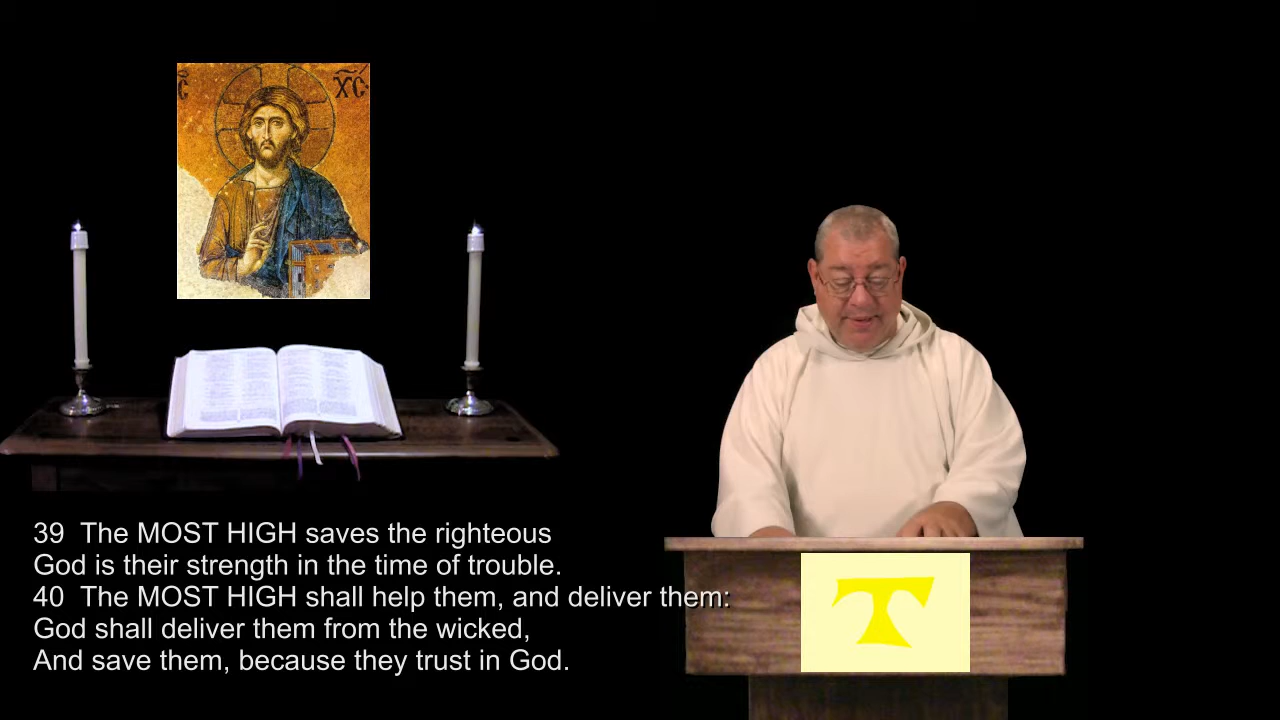 ΧC
39 The MOST HIGH saves the righteous
God is their strength in the time of trouble.
40 The MOST HIGH shall help them, and deliver them:
God shall deliver them from the wicked,
And save them, because they trust in God.
T